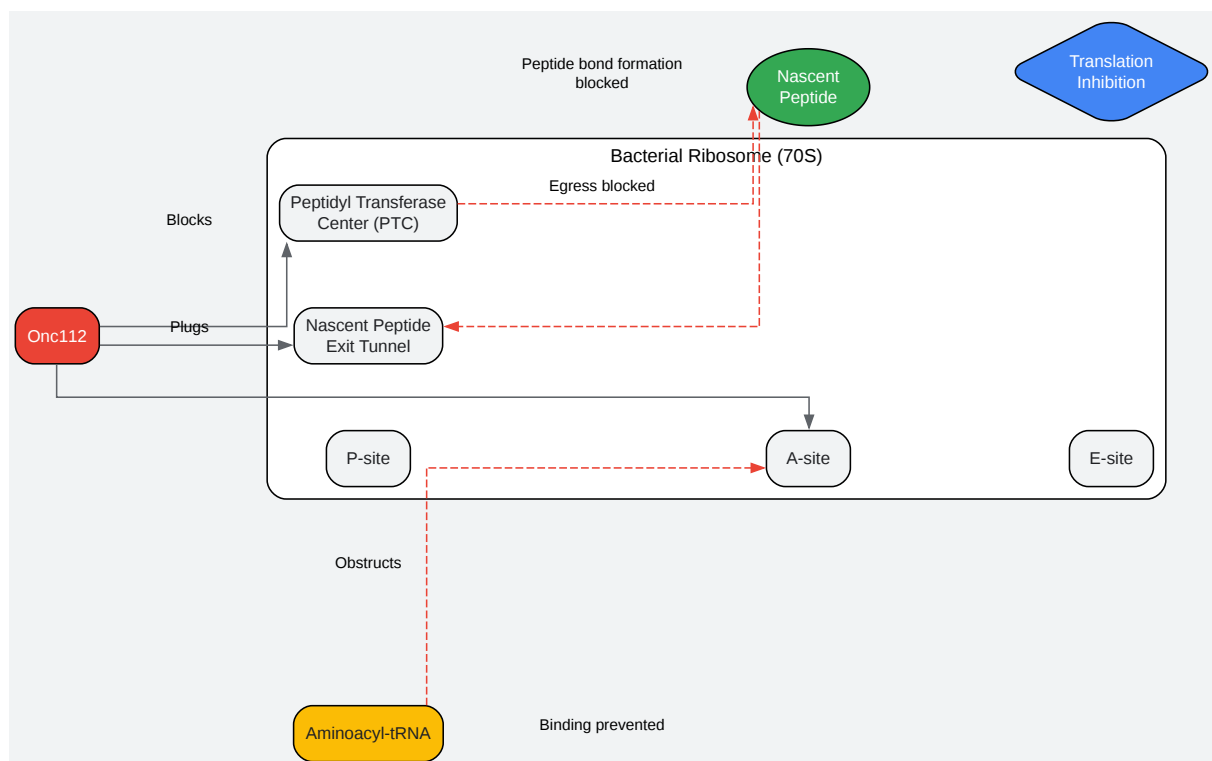 Peptide bond formation
blocked
Nascent
Peptide
Translation
Inhibition
Bacterial Ribosome (70S)
Egress blocked
Peptidyl Transferase
Center (PTC)
Blocks
Plugs
Nascent Peptide
Exit Tunnel
Onc112
P-site
A-site
E-site
Obstructs
Aminoacyl-tRNA
Binding prevented